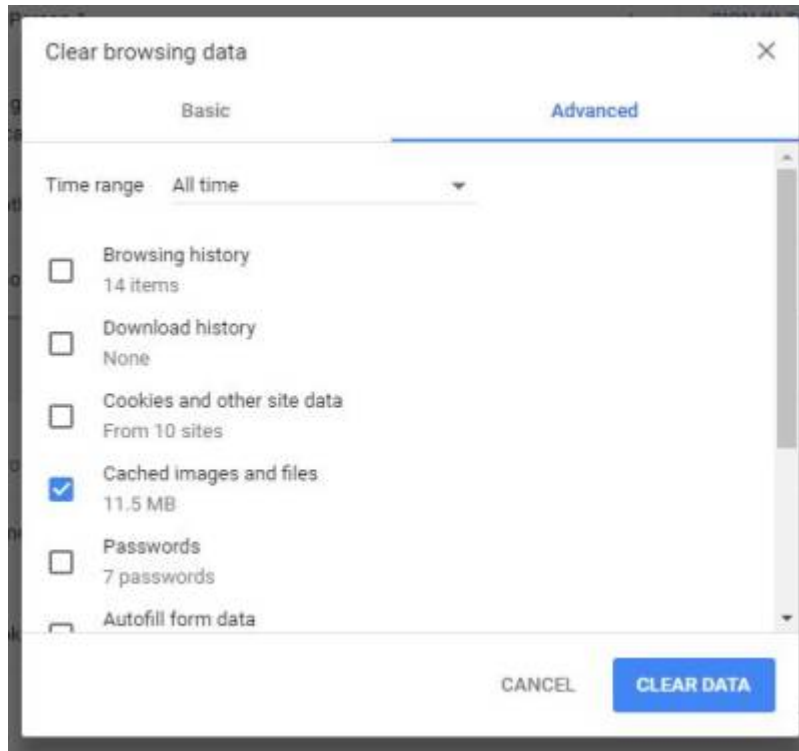 Clear browsing data
Basic Advanced
Time range All time
Browsing history
14 items
Download history
None
Cookies and other site data
From 10 sites
Cached images and files
11.5 MB
Passwords
7 passwords
Autofill form data
CANCEL CLEAR DATA